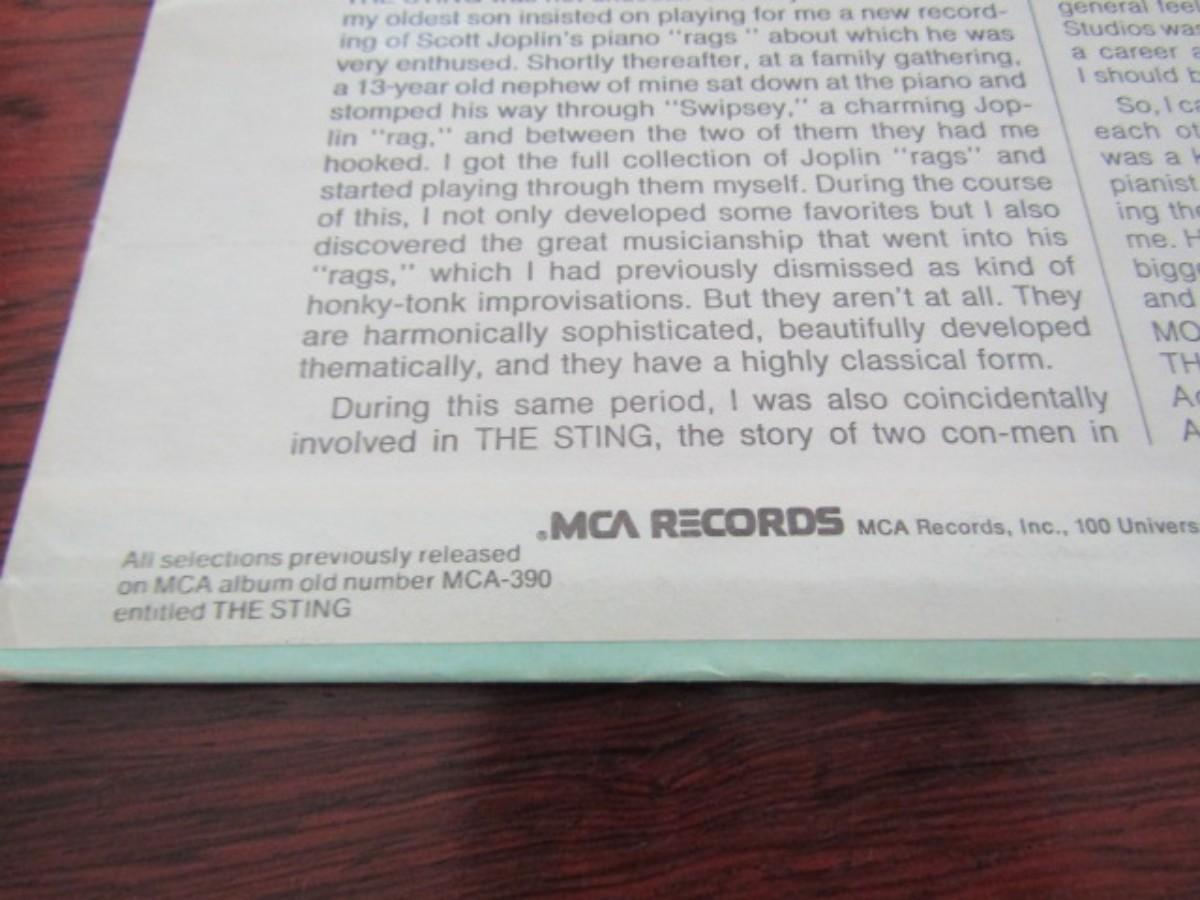 my oldest son insisted on playing for me a new record-
ing of Scott Joplin's piano "rags" about which he was
very enthused. Shortly thereafter, at a family gathering,
a 13-year old nephew of mine sat down at the piano and
stomped his way through "Swipsey," a charming Jop-
lin "rag," and between the two of them they had me
hooked. I got the full collection of Joplin "rags" and
started playing through them myself. During the course
of this, I not only developed some favorites but I also
discovered the great musicianship that went into his
"rags," which I had previously dismissed as kind of
honky-tonk improvisations. But they aren't at all. They
are harmonically sophisticated, beautifully developed
thematically, and they have a highly classical form.
During this same period, I was also coincidentally
involved in THE STING, the story of two con-men in
general
Studios was
a career
I should
So, I
each
was a
pianist
ing
me.
and
MCA RECORDS MCA Records, Inc., 100
All selections previously released
on MCA album old number MCA-390
entitled THE STING